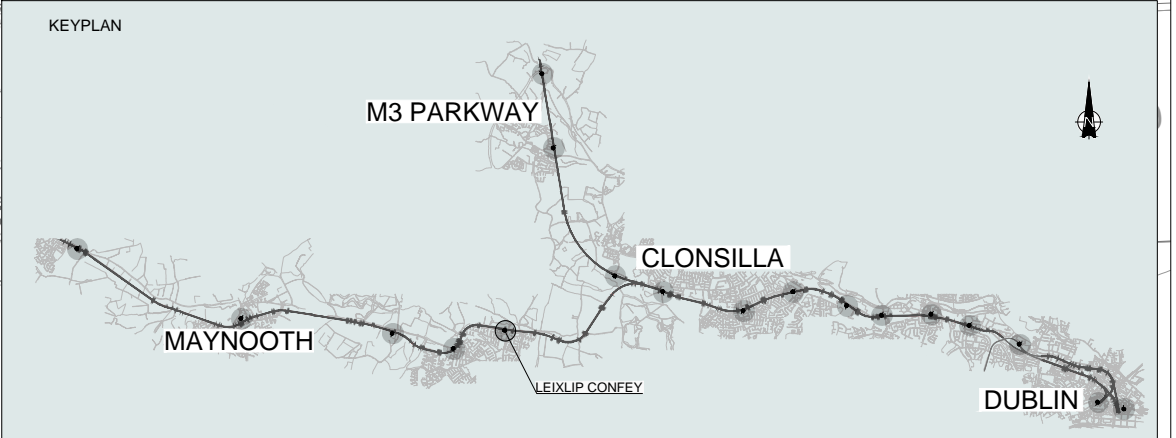 KEYPLAN
M3 PARKWAY
N
CLONSILLA
MAYNOOTH
LEIXLIP CONFEY
DUBLIN